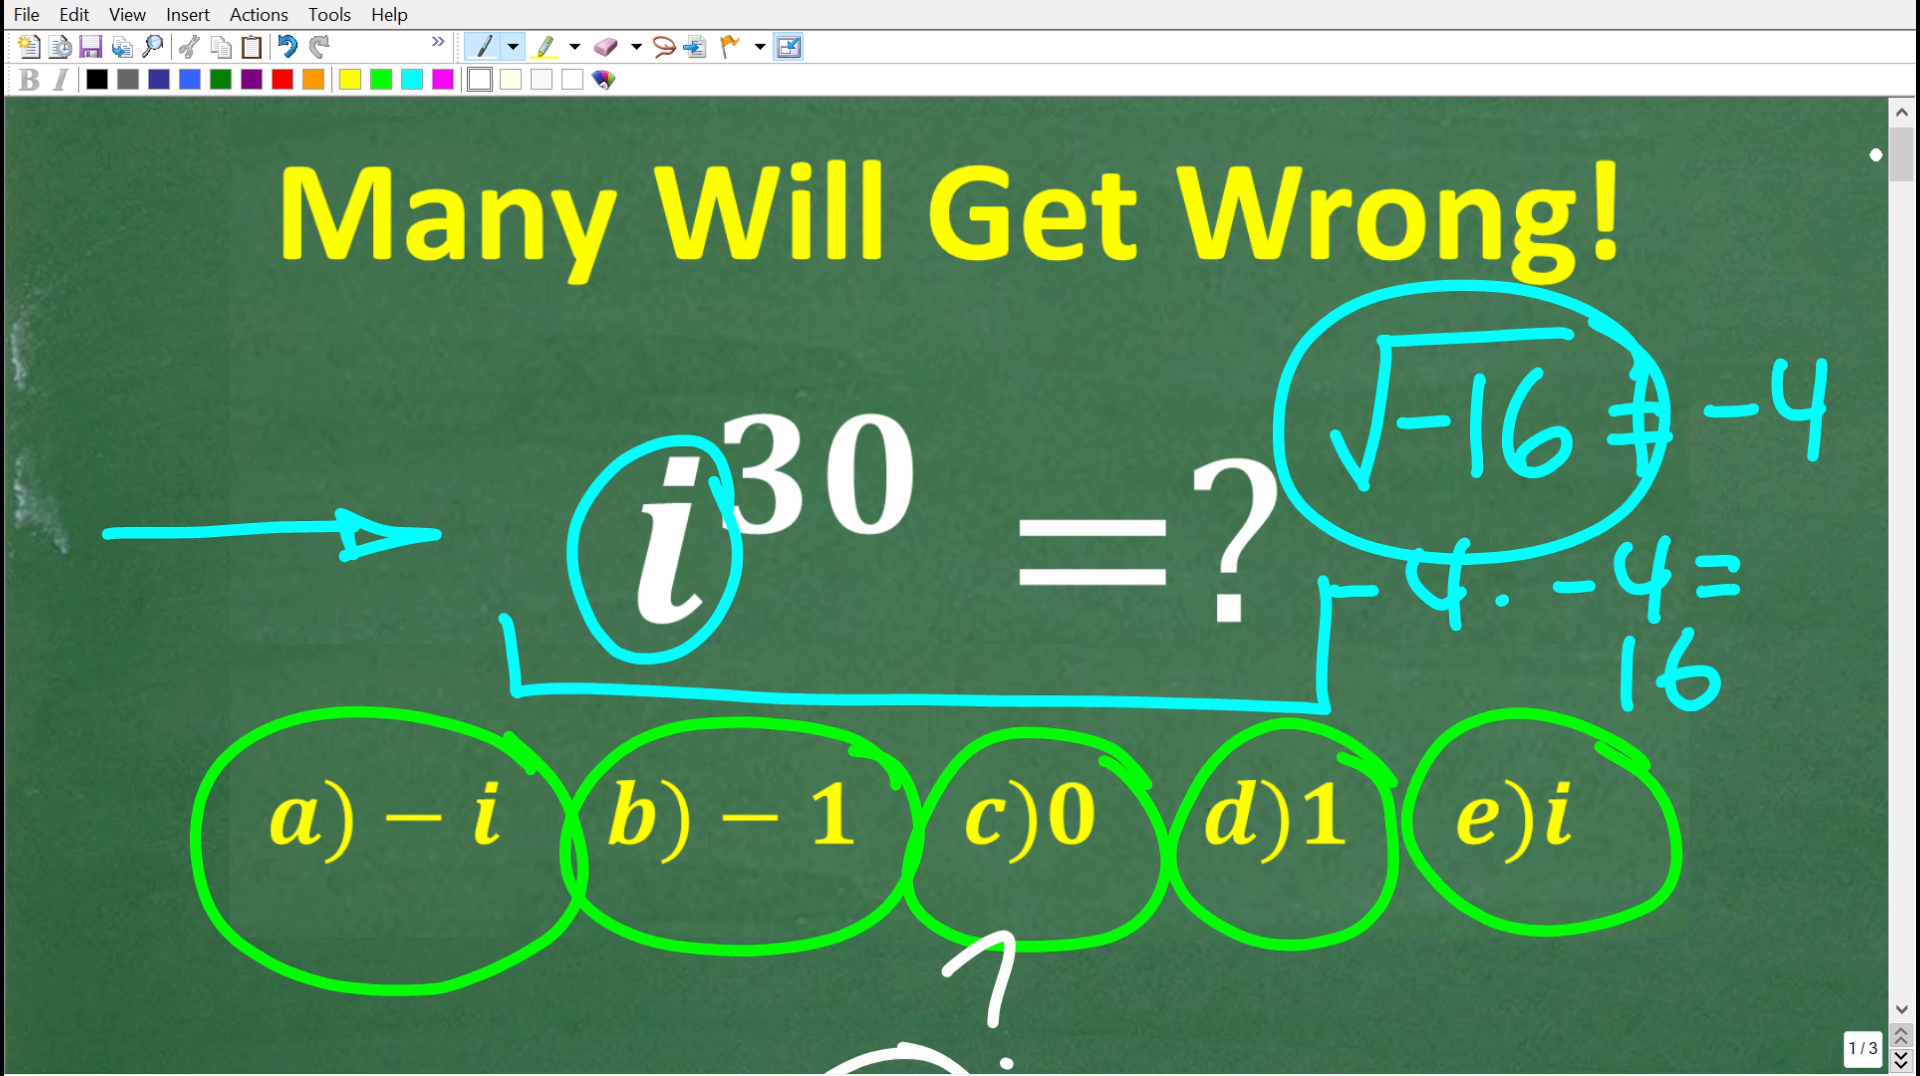 File Edit View Insert Actions Tools Help
B I
Many Will Get Wrong!
√-16 ≠ -4
i³⁰ = ?
-4 · -4 =
16
a) - i b) - 1 c) 0 d) 1 e) i
?
1 / 3